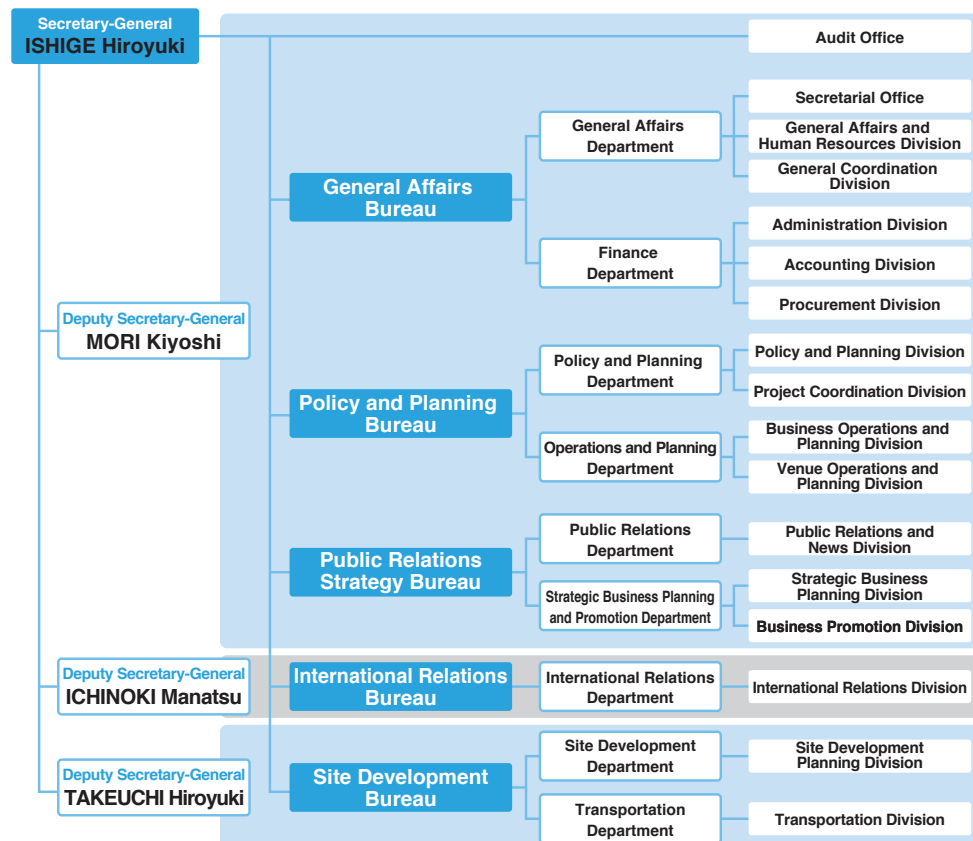 Secretary-General
ISHIGE Hiroyuki
Audit Office
General Affairs
Bureau
General Affairs
Department
Secretarial Office
General Affairs and
Human Resources Division
General Coordination
Division
Finance
Department
Administration Division
Accounting Division
Procurement Division
Deputy Secretary-General
MORI Kiyoshi
Policy and Planning
Bureau
Policy and Planning
Department
Policy and Planning Division
Project Coordination Division
Operations and Planning
Department
Business Operations and
Planning Division
Venue Operations and
Planning Division
Public Relations
Strategy Bureau
Public Relations
Department
Public Relations and
News Division
Strategic Business Planning
and Promotion Department
Strategic Business
Planning Division
Business Promotion Division
Deputy Secretary-General
ICHINOKI Manatsu
International Relations
Bureau
International Relations
Department
International Relations Division
Deputy Secretary-General
TAKEUCHI Hiroyuki
Site Development
Bureau
Site Development
Department
Site Development
Planning Division
Transportation
Department
Transportation Division